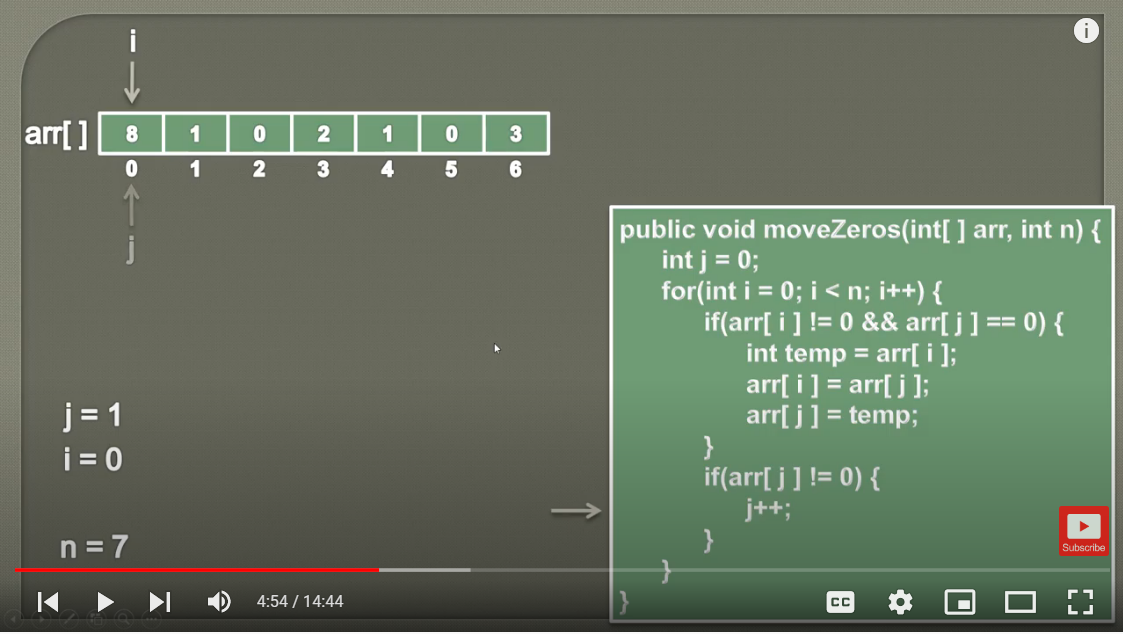 i
arr[ ] 8 1 0 2 1 0 3
0 1 2 3 4 5 6
j
j = 1
i = 0
n = 7
public void moveZeros(int[ ] arr, int n) {
int j = 0;
for(int i = 0; i < n; i++) {
if(arr[ i ] != 0 && arr[ j ] == 0) {
int temp = arr[ i ];
arr[ i ] = arr[ j ];
arr[ j ] = temp;
}
if(arr[ j ] != 0) {
j++;
}
}
}
Subscribe
4:54 / 14:44
CC
i